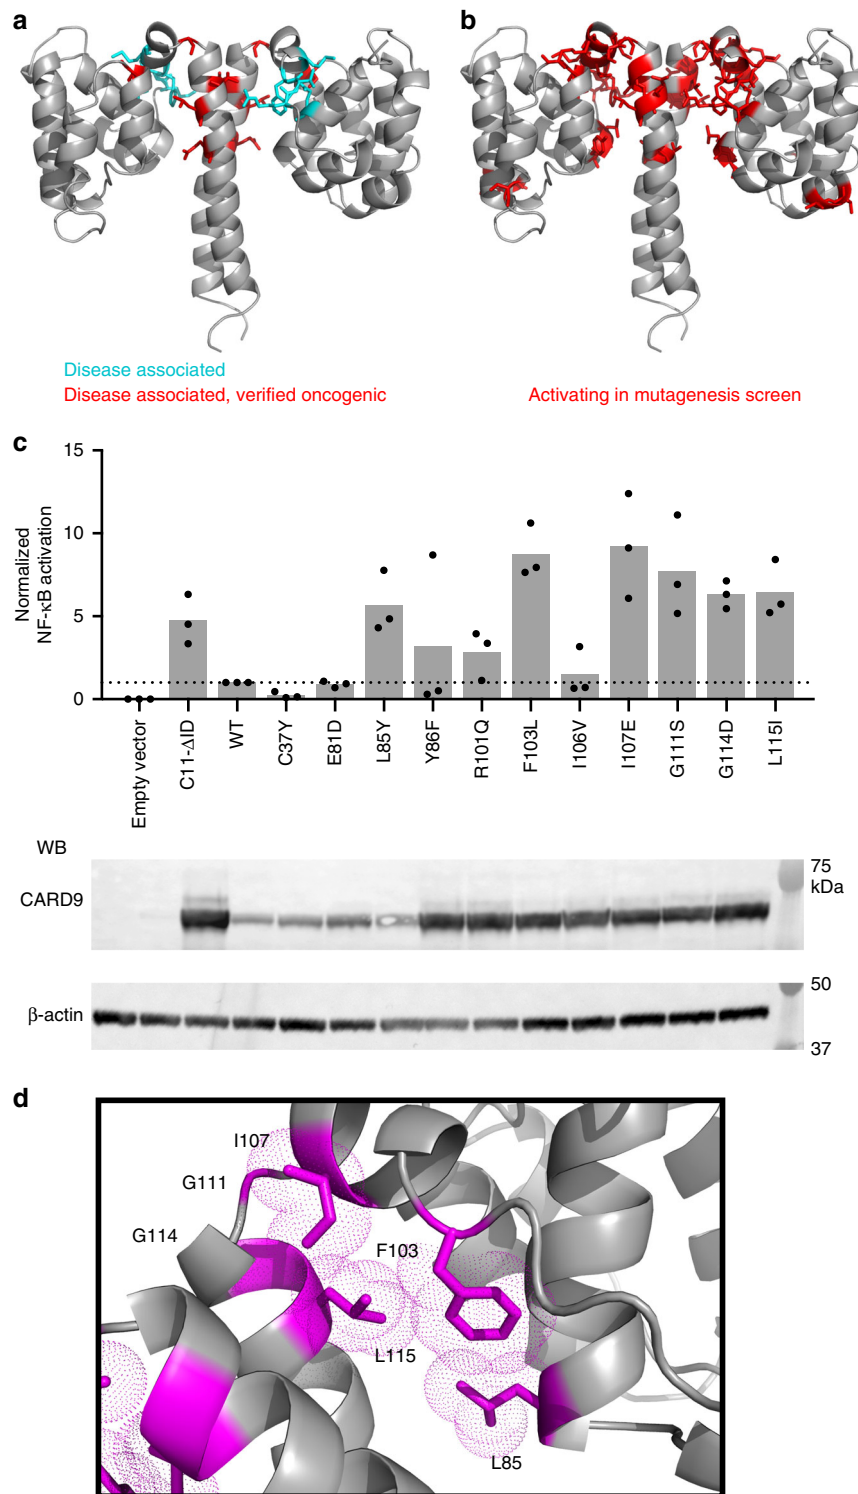 a
b
Disease associated
Disease associated, verified oncogenic
Activating in mutagenesis screen
c
Normalized
NF-κB activation
15
10
5
0
Empty vector
C11-ΔID
WT
C37Y
E81D
L85Y
Y86F
R101Q
F103L
I106V
I107E
G111S
G114D
L115I
WB
CARD9
75
kDa
β-actin
50
37
d
I107
G111
G114
F103
L115
L85